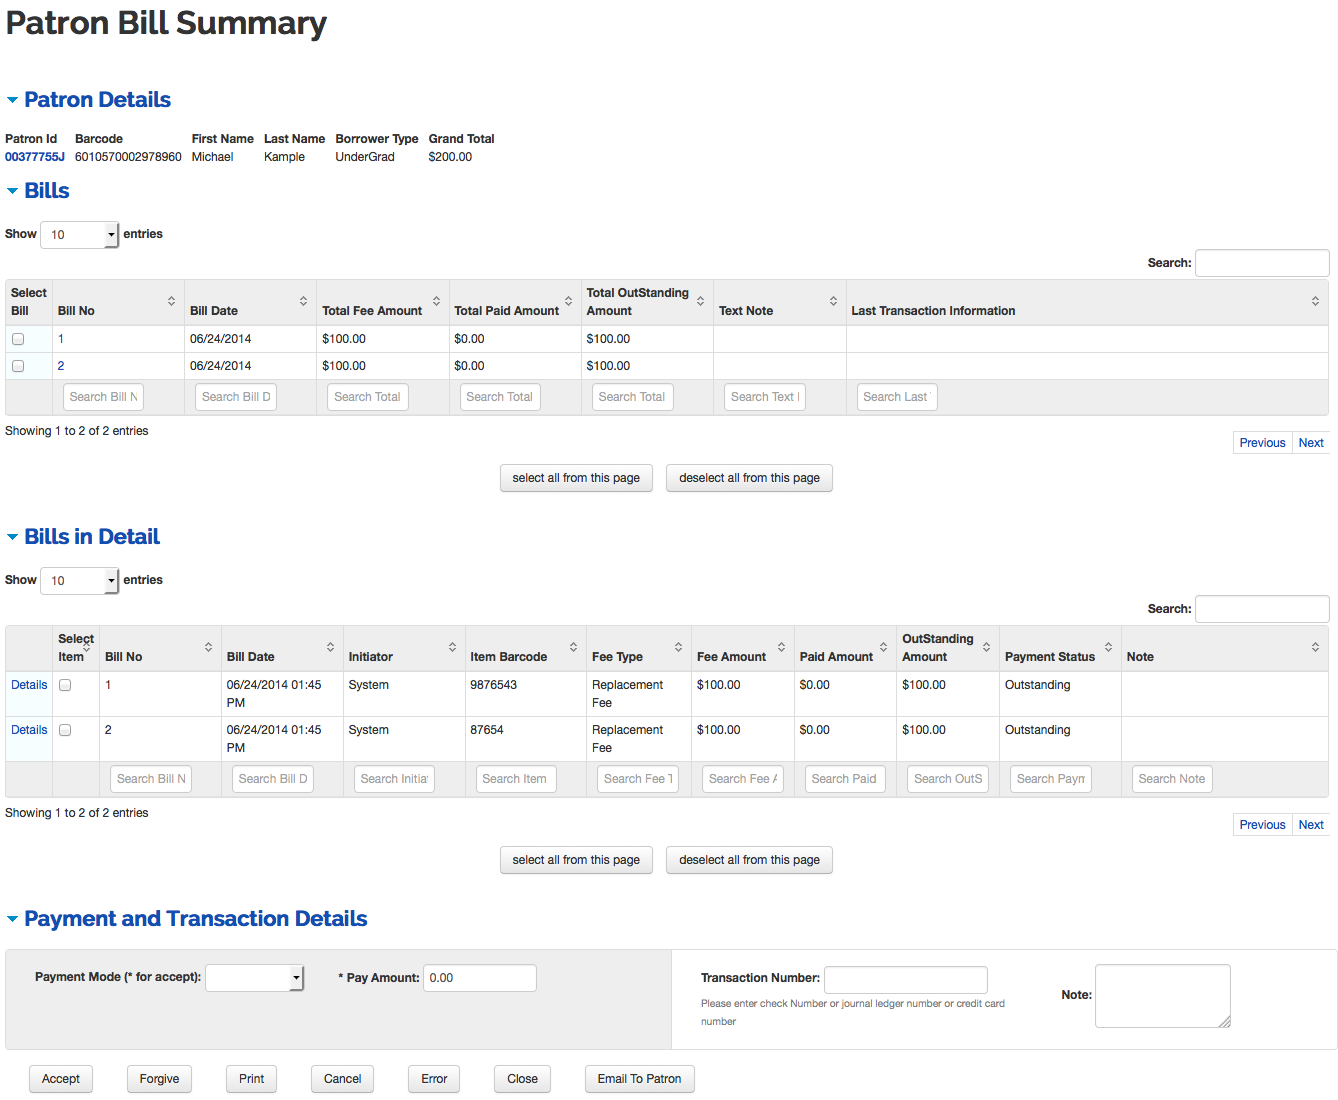 Patron Bill Summary
Patron Details
Patron Id Barcode First Name Last Name Borrower Type Grand Total
00377755J 6010570002978960 Michael Kample UnderGrad $200.00
Bills
Show 10 entries
Search:
Select Bill Bill No Bill Date Total Fee Amount Total Paid Amount Total OutStanding Amount Text Note Last Transaction Information
1 06/24/2014 $100.00 $0.00 $100.00
2 06/24/2014 $100.00 $0.00 $100.00
Search Bill N Search Bill D Search Total Search Total Search Total Search Text Search Last
Showing 1 to 2 of 2 entries
Previous Next
select all from this page deselect all from this page
Bills in Detail
Show 10 entries
Search:
Select Item Bill No Bill Date Initiator Item Barcode Fee Type Fee Amount Paid Amount OutStanding Amount Payment Status Note
Details 1 06/24/2014 01:45 PM System 9876543 Replacement Fee $100.00 $0.00 $100.00 Outstanding
Details 2 06/24/2014 01:45 PM System 87654 Replacement Fee $100.00 $0.00 $100.00 Outstanding
Search Bill N Search Bill D Search Initia Search Item Search Fee T Search Fee A Search Paid Search OutS Search Paym Search Note
Showing 1 to 2 of 2 entries
Previous Next
select all from this page deselect all from this page
Payment and Transaction Details
Payment Mode (* for accept): * Pay Amount: 0.00 Transaction Number: Note:
Please enter check Number or journal ledger number or credit card
number
Accept Forgive Print Cancel Error Close Email To Patron